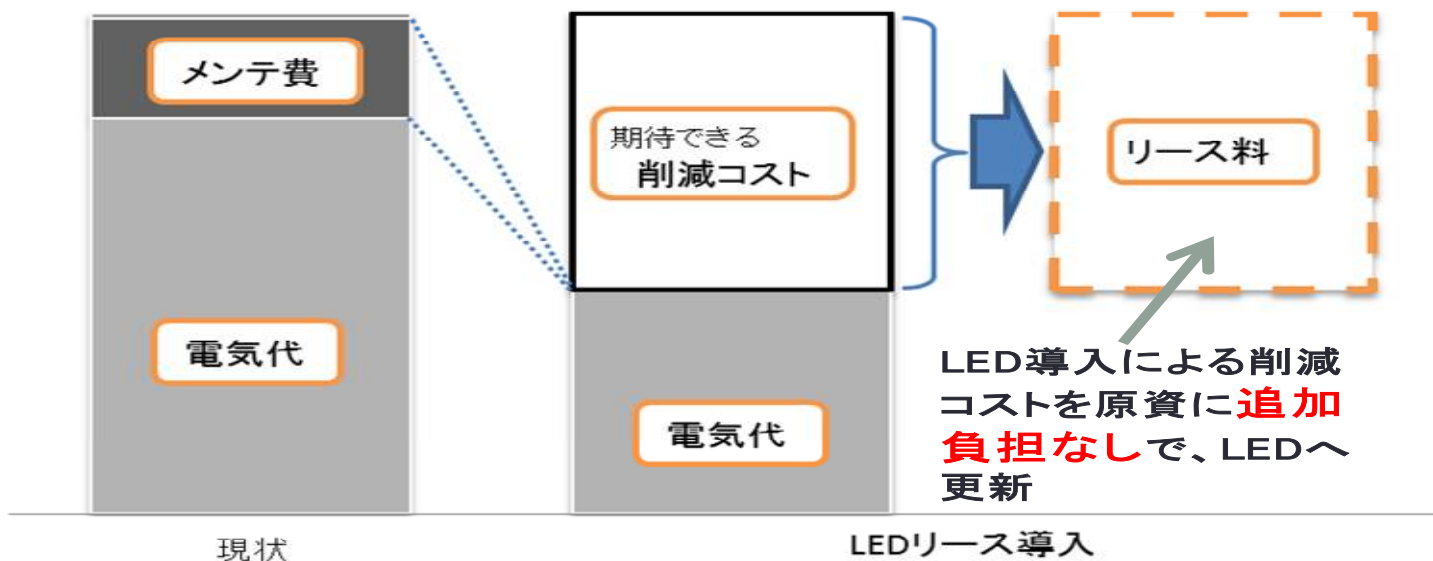 メンテ費
電気代
期待できる
削減コスト
電気代
リース料
LED導入による削減
コストを原資に追加
負担なしで、LEDへ
更新
現状
LEDリース導入